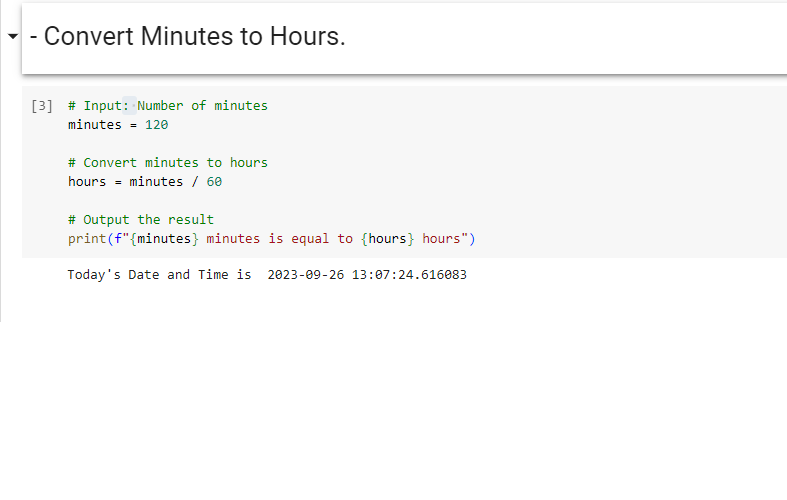 - Convert Minutes to Hours.
[3] # Input: Number of minutes
minutes = 120
# Convert minutes to hours
hours = minutes / 60
# Output the result
print(f"{minutes} minutes is equal to {hours} hours")
Today's Date and Time is  2023-09-26 13:07:24.616083